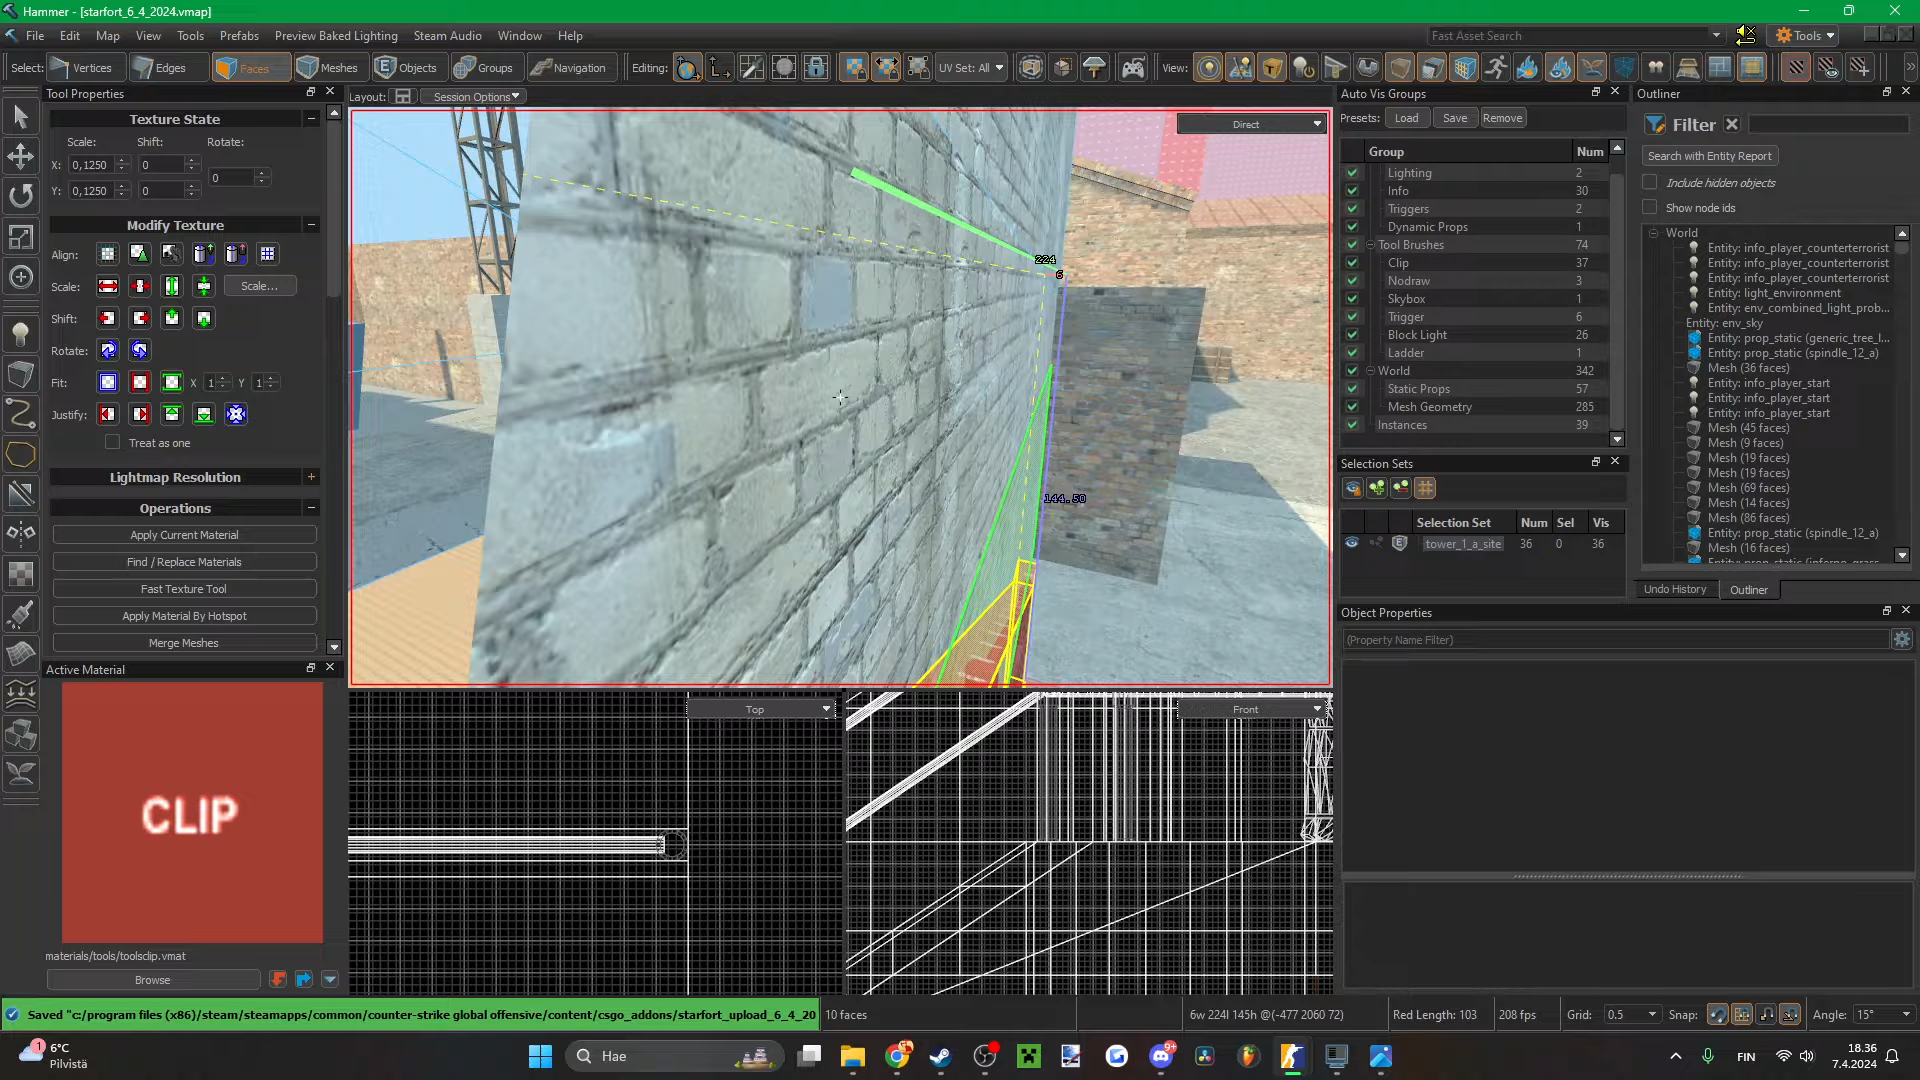 Hammer - [starfort_6_4_2024.vmap]
File Edit Map View Tools Prefabs Preview Baked Lighting Steam Audio Window Help
Fast Asset Search
Tools
Select: Vertices Edges Faces Meshes Objects Groups Navigation Editing: UV Set: All View:
Tool Properties
Texture State
Scale: Shift: Rotate:
X: 0,1250 0
0
Y: 0,1250 0
Modify Texture
Align:
Scale: Scale...
Shift:
Rotate:
Fit: X 1 Y 1
Justify:
Treat as one
Lightmap Resolution
Operations
Apply Current Material
Find / Replace Materials
Fast Texture Tool
Apply Material By Hotspot
Merge Meshes
Active Material
CLIP
materials/tools/toolsclip.vmat
Browse
Layout: Session Options
Direct
224
6
144.50
Top
Front
Auto Vis Groups
Presets: Load Save Remove
Group Num
Lighting 2
Info 30
Triggers 2
Dynamic Props 1
Tool Brushes 74
Clip 37
Nodraw 3
Skybox 1
Trigger 6
Block Light 26
Ladder 1
World 342
Static Props 57
Mesh Geometry 285
Instances 39
Selection Sets
Selection Set Num Sel Vis
tower_1_a_site 36 0 36
Outliner
Filter
Search with Entity Report
Include hidden objects
Show node ids
World
Entity: info_player_counterterrorist
Entity: info_player_counterterrorist
Entity: info_player_counterterrorist
Entity: light_environment
Entity: env_combined_light_prob...
Entity: env_sky
Entity: prop_static (generic_tree_l...
Entity: prop_static (spindle_12_a)
Mesh (36 faces)
Entity: info_player_start
Entity: info_player_start
Entity: info_player_start
Mesh (45 faces)
Mesh (9 faces)
Mesh (19 faces)
Mesh (19 faces)
Mesh (69 faces)
Mesh (14 faces)
Mesh (86 faces)
Entity: prop_static (spindle_12_a)
Mesh (16 faces)
Undo History Outliner
Object Properties
(Property Name Filter)
Saved "c:/program files (x86)/steam/steamapps/common/counter-strike global offensive/content/csgo_addons/starfort_upload_6_4_20
10 faces
6w 224l 145h @(-477 2060 72)
Red Length: 103
208 fps
Grid: 0.5
Snap:
Angle: 15°
1
6°C
Pilvistä
Hae
9+
FIN
18.36
7.4.2024